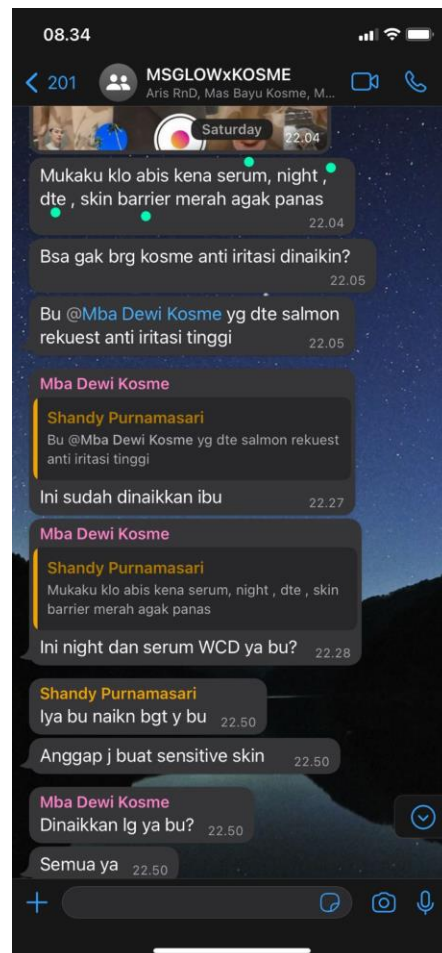 08.34
201
MSGLOWxKOSME
Aris RnD, Mas Bayu Kosme, M...
Saturday
22.04
Mukaku klo abis kena serum, night ,
dte , skin barrier merah agak panas
22.04
Bsa gak brg kosme anti iritasi dinaikin?
22.05
Bu @Mba Dewi Kosme yg dte salmon
rekuest anti iritasi tinggi
22.05
Mba Dewi Kosme
Shandy Purnamasari
Bu @Mba Dewi Kosme yg dte salmon rekuest
anti iritasi tinggi
Ini sudah dinaikkan ibu
22.27
Mba Dewi Kosme
Shandy Purnamasari
Mukaku klo abis kena serum, night , dte , skin
barrier merah agak panas
Ini night dan serum WCD ya bu?
22.28
Shandy Purnamasari
Iya bu naikn bgt y bu 22.50
Anggap j buat sensitive skin 22.50
Mba Dewi Kosme
Dinaikkan lg ya bu? 22.50
Semua ya 22.50